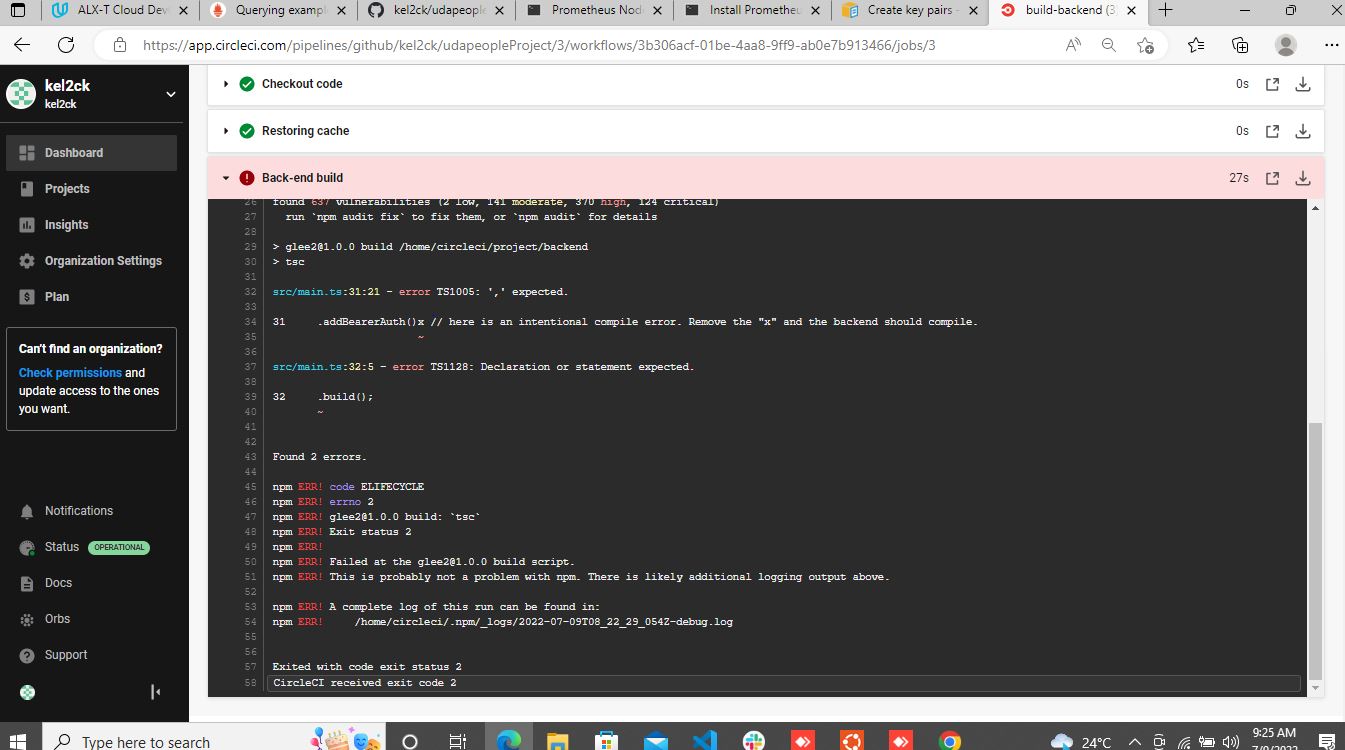 ALX-T Cloud Dev
Querying exampl
kel2ck/udapeople
Prometheus Node
Install Prometheu
Create key pairs -
build-backend (3
https://app.circleci.com/pipelines/github/kel2ck/udapeopleProject/3/workflows/3b306acf-01be-4aa8-9ff9-ab0e7b913466/jobs/3
kel2ck
kel2ck
Dashboard
Projects
Insights
Organization Settings
Plan
Can't find an organization?
Check permissions and
update access to the ones
you want.
Notifications
Status OPERATIONAL
Docs
Orbs
Support
Checkout code 0s
Restoring cache 0s
Back-end build 27s
26 found 637 vulnerabilities (2 low, 141 moderate, 370 high, 124 critical)
27 run `npm audit fix` to fix them, or `npm audit` for details
28
29 > glee2@1.0.0 build /home/circleci/project/backend
30 > tsc
31
32 src/main.ts:31:21 - error TS1005: ',' expected.
33
34 31 .addBearerAuth()x // here is an intentional compile error. Remove the "x" and the backend should compile.
35 ~
36
37 src/main.ts:32:5 - error TS1128: Declaration or statement expected.
38
39 32 .build();
40 ~
41
42
43 Found 2 errors.
44
45 npm ERR! code ELIFECYCLE
46 npm ERR! errno 2
47 npm ERR! glee2@1.0.0 build: `tsc`
48 npm ERR! Exit status 2
49 npm ERR!
50 npm ERR! Failed at the glee2@1.0.0 build script.
51 npm ERR! This is probably not a problem with npm. There is likely additional logging output above.
52
53 npm ERR! A complete log of this run can be found in:
54 npm ERR! /home/circleci/.npm/_logs/2022-07-09T08_22_29_054Z-debug.log
55
56
57 Exited with code exit status 2
58 CircleCI received exit code 2
Type here to search
24°C
9:25 AM